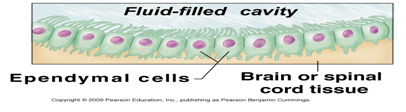 Fluid-filled cavity
Ependymal cells
Brain or spinal
cord tissue
Copyright © 2009 Pearson Education, Inc., publishing as Pearson Benjamin Cummings.